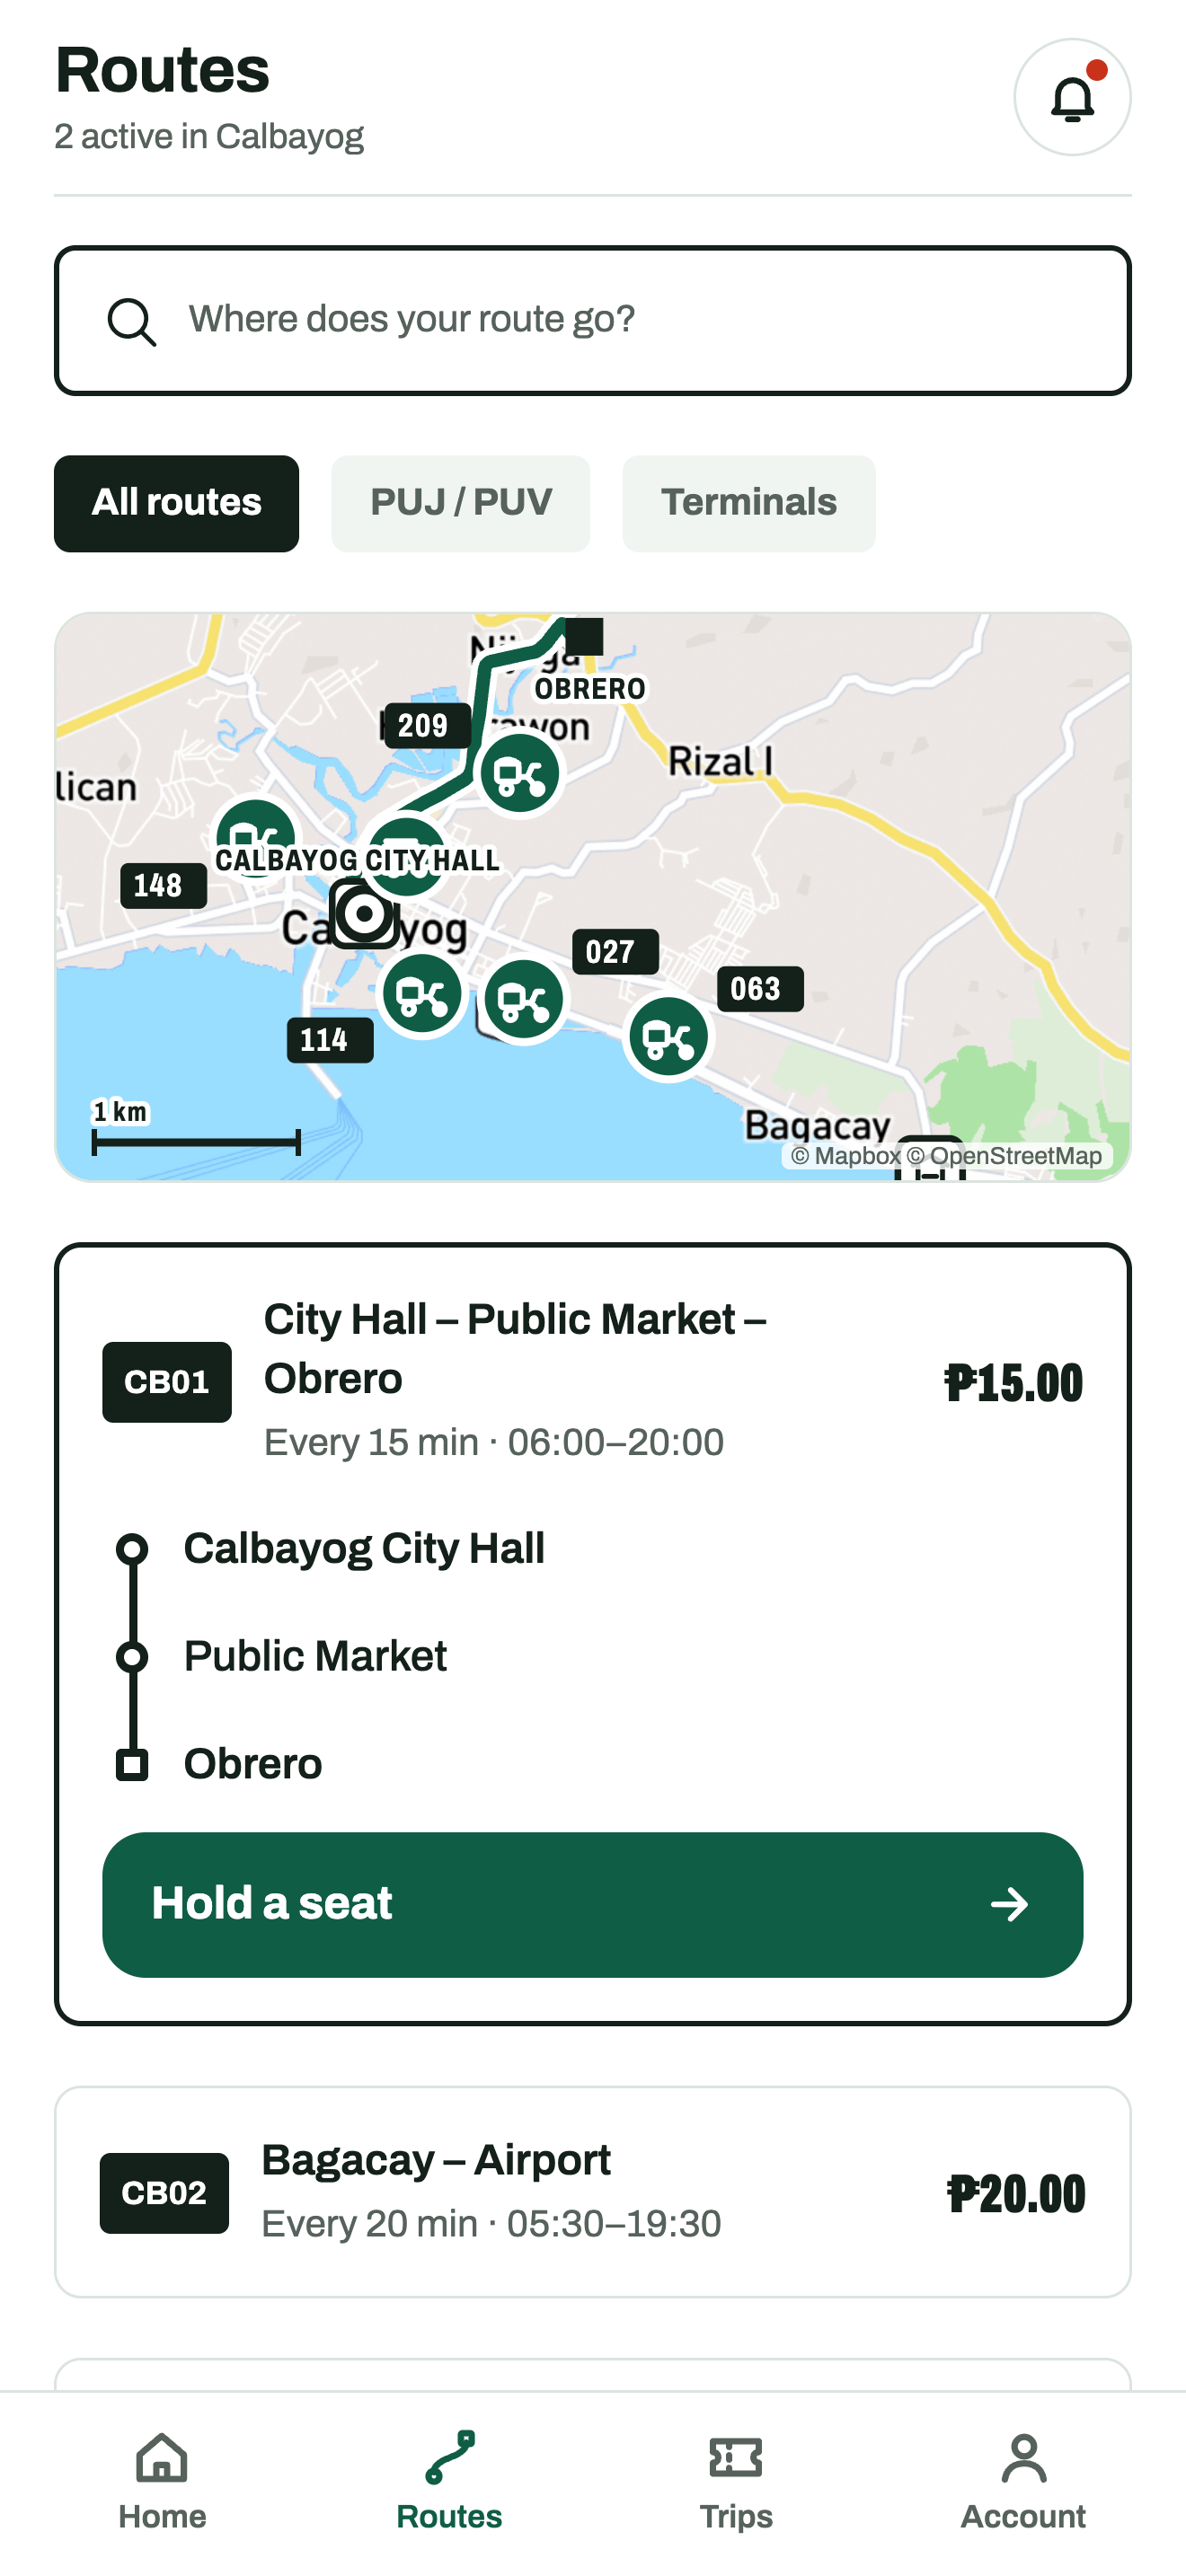 Routes
2 active in Calbayog
Where does your route go?
All routes
PUJ / PUV
Terminals
OBRERO
209
Rizal I
lican
CALBAYOG CITY HALL
148
027
063
114
1 km
Bagacay
© Mapbox © OpenStreetMap
City Hall – Public Market –
Obrero
CB01
₱15.00
Every 15 min · 06:00–20:00
Calbayog City Hall
Public Market
Obrero
Hold a seat
Bagacay – Airport
CB02
₱20.00
Every 20 min · 05:30–19:30
Home
Routes
Trips
Account